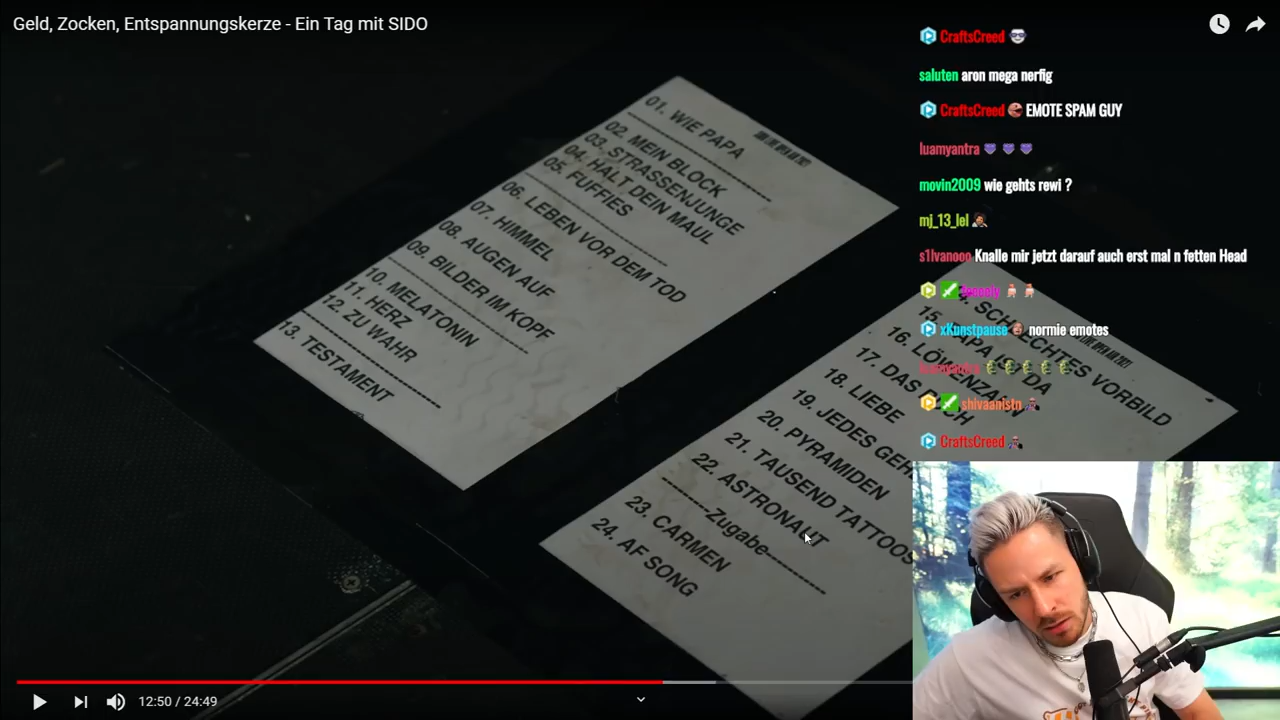 Geld, Zocken, Entspannungskerze - Ein Tag mit SIDO
01. WIE PAPA
02. MEIN BLOCK
03. STRASSENJUNGE
04. HALT DEIN MAUL
05. FUFFIES
06. LEBEN VOR DEM TOD
07. HIMMEL
08. AUGEN AUF
09. BILDER IM KOPF
10. MELATONIN
11. HERZ
12. ZU WAHR
13. TESTAMENT
VORBILD
15. DA
16. LÖWENZAHN
17. DAS
18. LIEBE
19. JEDES
20. PYRAMIDEN
21. TAUSEND TATTOOS
22. ASTRONAUT
--------Zugabe----------
23. CARMEN
24. AF SONG
CraftsCreed
saluten aron mega nerfig
CraftsCreed EMOTE SPAM GUY
luamyantra
movin2009 wie gehts rewi ?
mj_13_lel
s1lvanooo Knalle mir jetzt darauf auch erst mal n fetten Head
xKunstpause normie emotes
luamyantra
shivaanistn
CraftsCreed
12:50 / 24:49